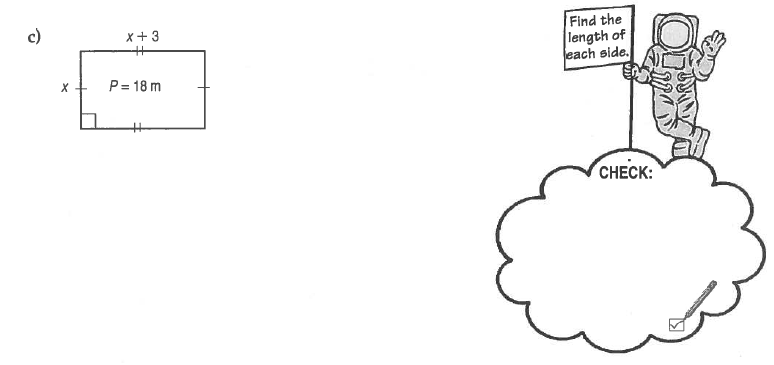 c)
x + 3
x
P = 18 m
Find the
length of
each side.
CHECK: